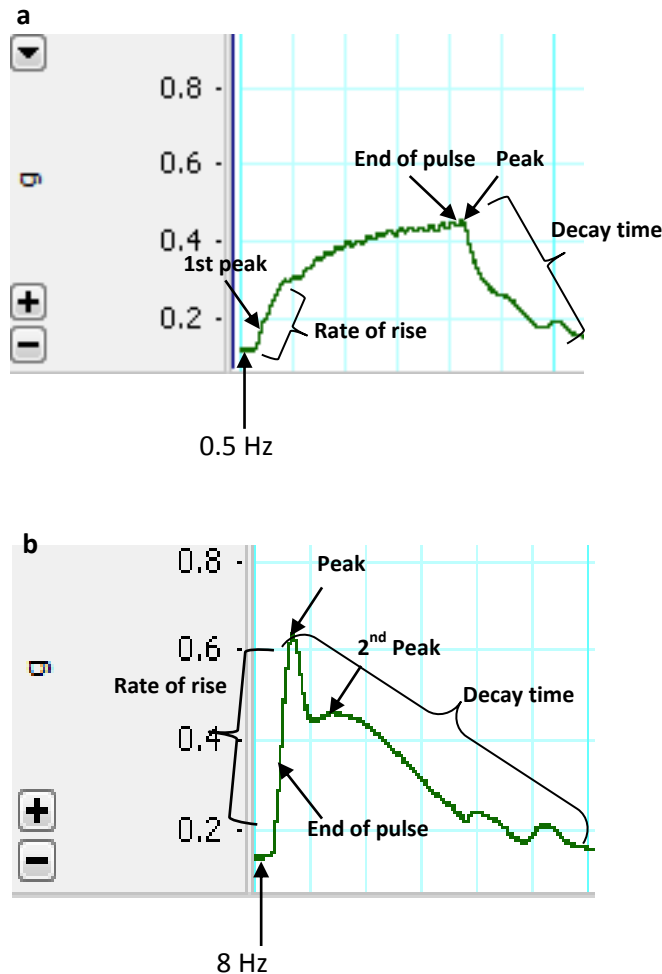 a
0.8 -
0.6 -
End of pulse Peak
Decay time
g
0.4 -
1st peak
+
0.2 -
Rate of rise
−
0.5 Hz
b
0.8 -
Peak
0.6 -
2nd Peak
g
Rate of rise
Decay time
0.4 -
+
0.2 -
End of pulse
−
8 Hz